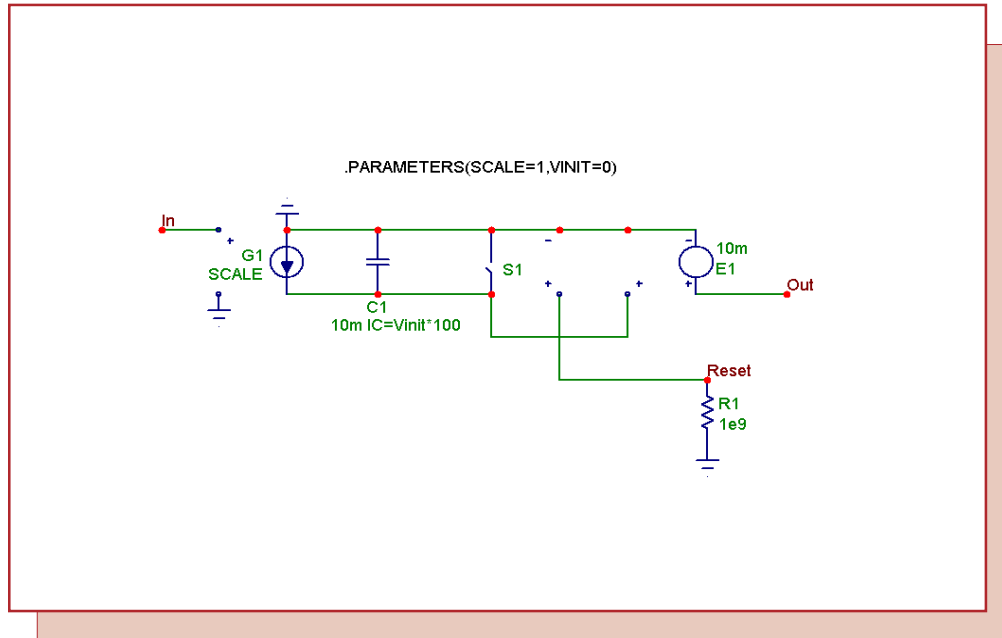 .PARAMETERS(SCALE=1,VINIT=0)
In
+
G1
SCALE
C1
10m IC=Vinit*100
S1
-
+
+
-
10m
E1
+
Out
Reset
R1
1e9